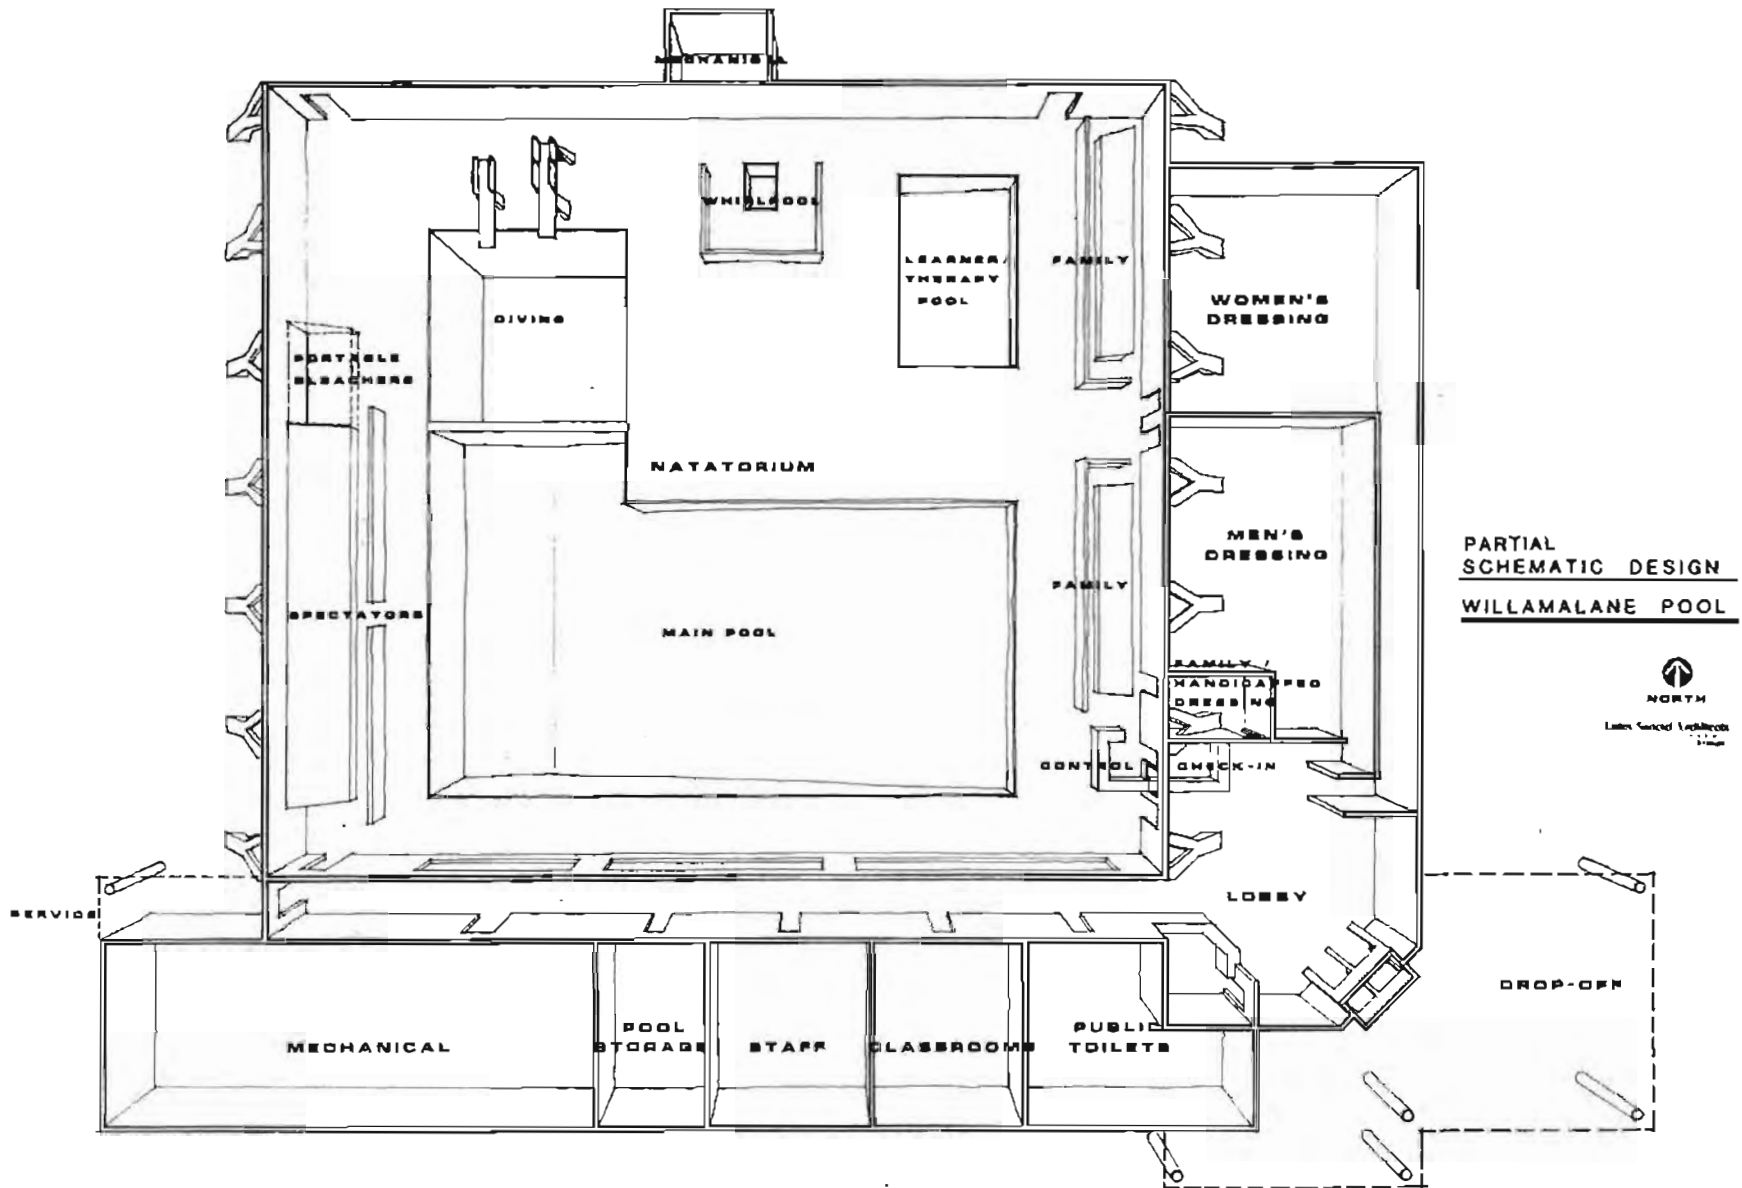 MECHANICAL
WHIRLPOOL
LEARNER/
THERAPY
POOL
FAMILY
DIVING
WOMEN'S
DRESSING
PORTABLE
BLEACHERS
NATATORIUM
MEN'S
DRESSING
PARTIAL
SCHEMATIC DESIGN
WILLAMALANE POOL
FAMILY
SPECTATORS
MAIN POOL
FAMILY /
HANDICAPPED
DRESSING
NORTH
CONTROL
CHECK-IN
LOBBY
SERVICE
DROP-OFF
MECHANICAL
POOL
STORAGE
STAFF
CLASSROOMS
PUBLIC
TOILETS